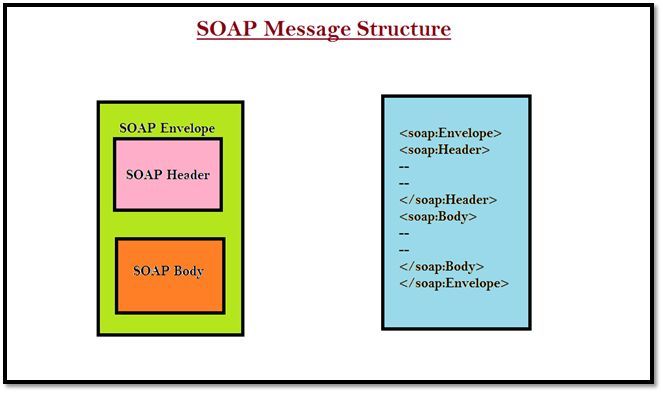 SOAP Message Structure
SOAP Envelope
SOAP Header
SOAP Body
<soap:Envelope>
<soap:Header>
--
--
</soap:Header>
<soap:Body>
--
--
</soap:Body>
</soap:Envelope>